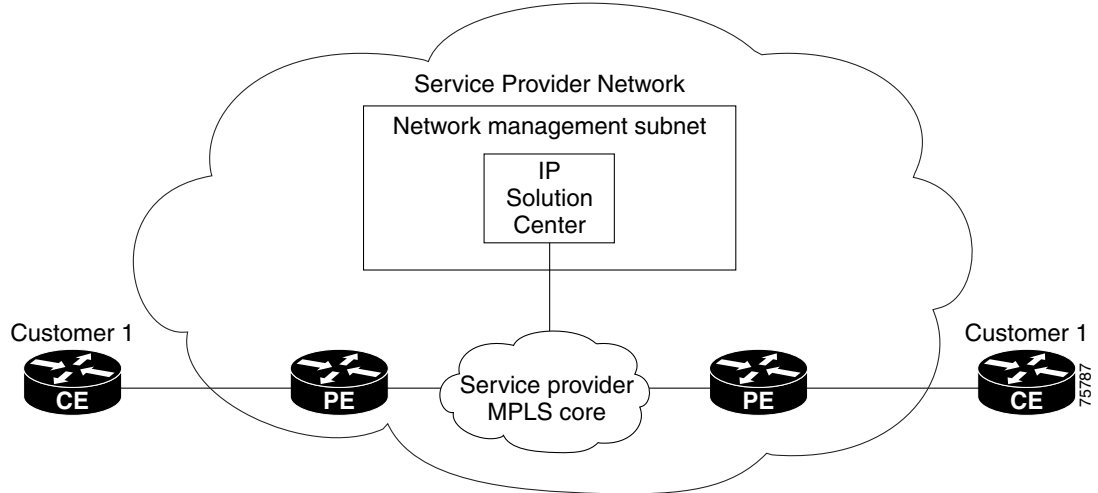 Service Provider Network
Network management subnet
IP
Solution
Center
Customer 1
Customer 1
CE
PE
Service provider
MPLS core
PE
CE
75787